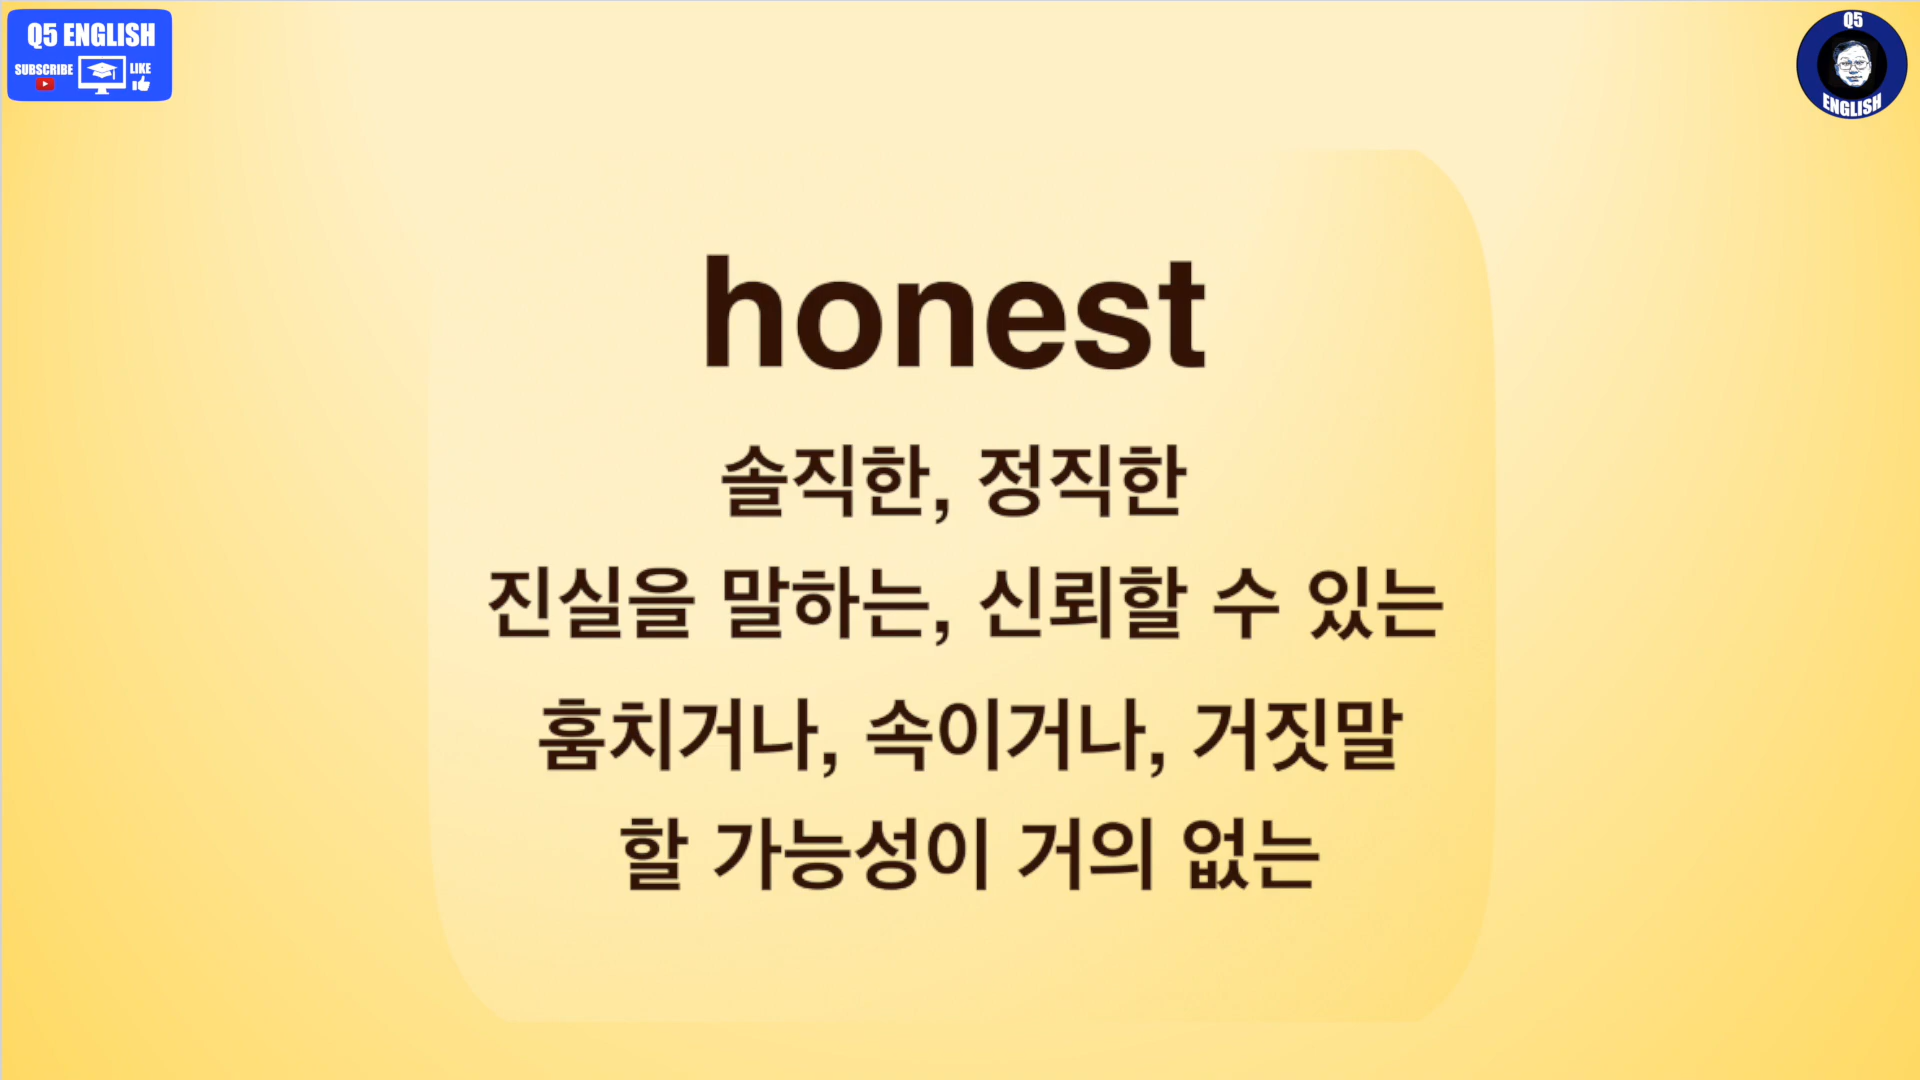 Q5 ENGLISH
SUBSCRIBE
LIKE
Q5
ENGLISH
honest
솔직한, 정직한
진실을 말하는, 신뢰할 수 있는
훔치거나, 속이거나, 거짓말
할 가능성이 거의 없는